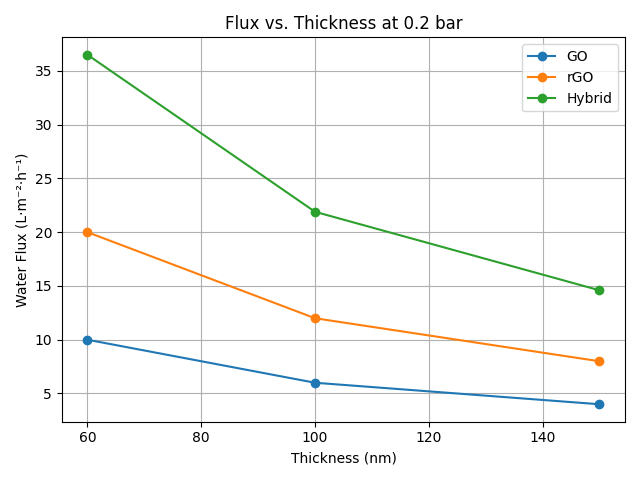 Flux vs. Thickness at 0.2 bar
GO
rGO
Hybrid
Water Flux (L·m⁻²·h⁻¹)
35
30
25
20
15
10
5
60 80 100 120 140
Thickness (nm)